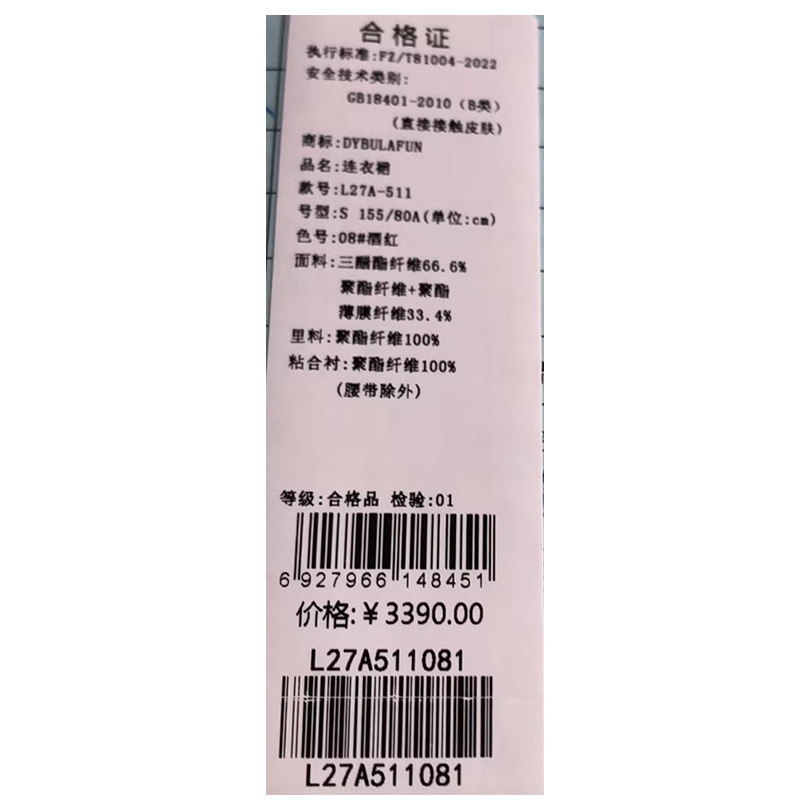 合格证
执行标准:FZ/T81004-2022
安全技术类别:
GB18401-2010（B类）
(直接接触皮肤)
商标:DYBULAFUN
品名:连衣裙
款号:L27A-511
号型:S 155/80A(单位:cm)
色号:08#酒红
面料:三醋酯纤维66.6%
聚酯纤维+聚酯
薄膜纤维33.4%
里料:聚酯纤维100%
粘合衬:聚酯纤维100%
(腰带除外)
等级:合格品 检验:01
6 927966 148451
价格:￥3390.00
L27A511081
L27A511081